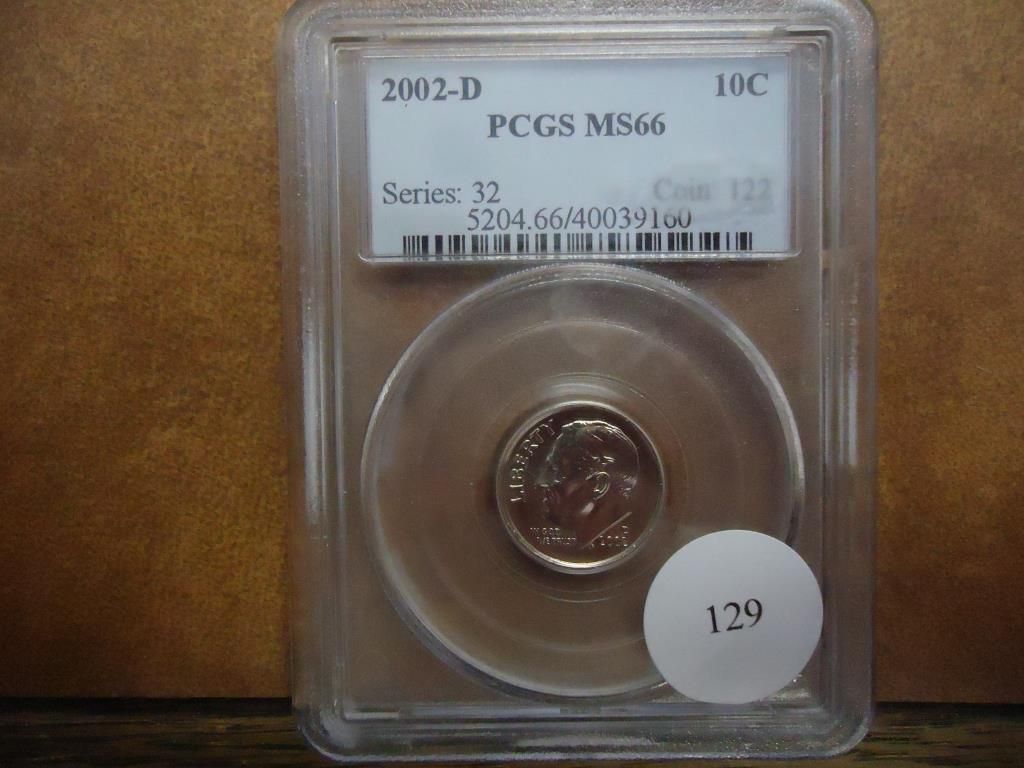 2002-D 10C
PCGS MS66
Series: 32 Coin: 122
5204.66/40039160
LIBERTY
IN GOD
WE TRUST
D
2002
129